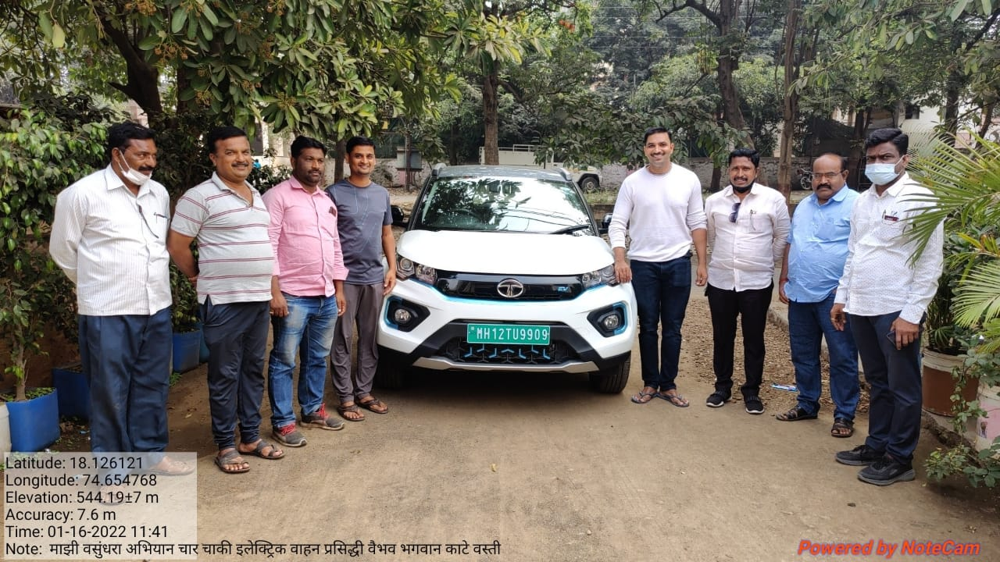 EV
MH12TU9909
Latitude: 18.126121
Longitude: 74.654768
Elevation: 544.19±7 m
Accuracy: 7.6 m
Time: 01-16-2022 11:41
Note: माझी वसुंधरा अभियान चार चाकी इलेक्ट्रिक वाहन प्रसिद्धी वैभव भगवान काटे वस्ती
Powered by NoteCam